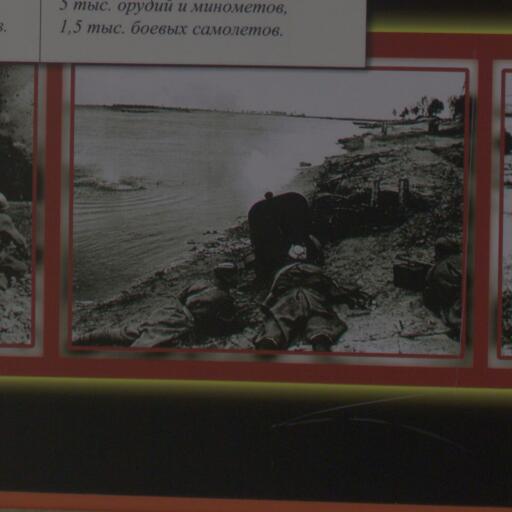 5 тыс. орудий и минометов,
1,5 тыс. боевых самолетов.